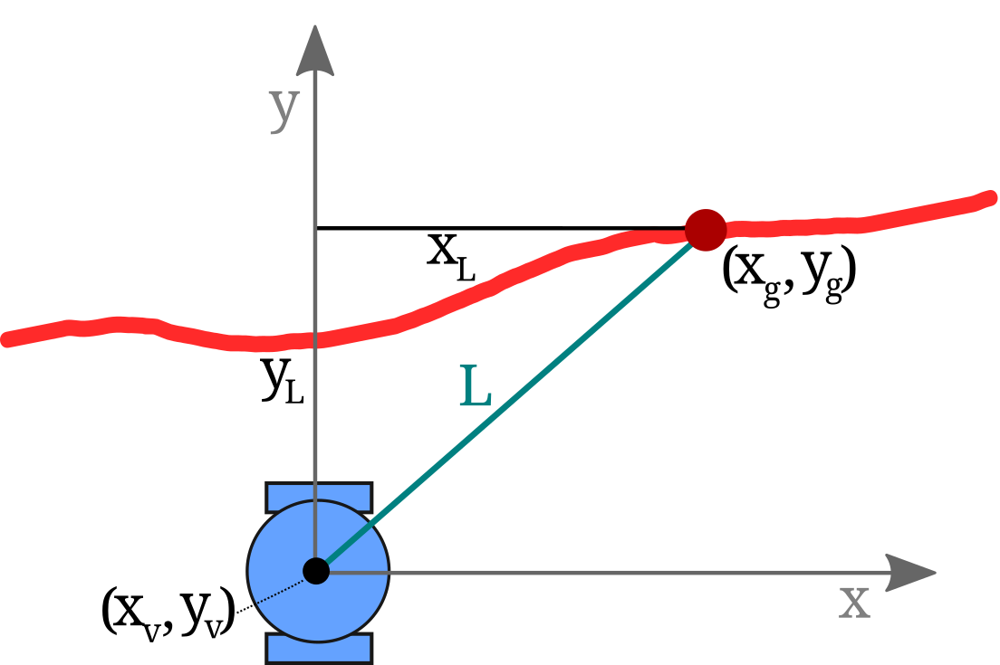 y
x_L
(x_g, y_g)
y_L
L
(x_v, y_v)
x